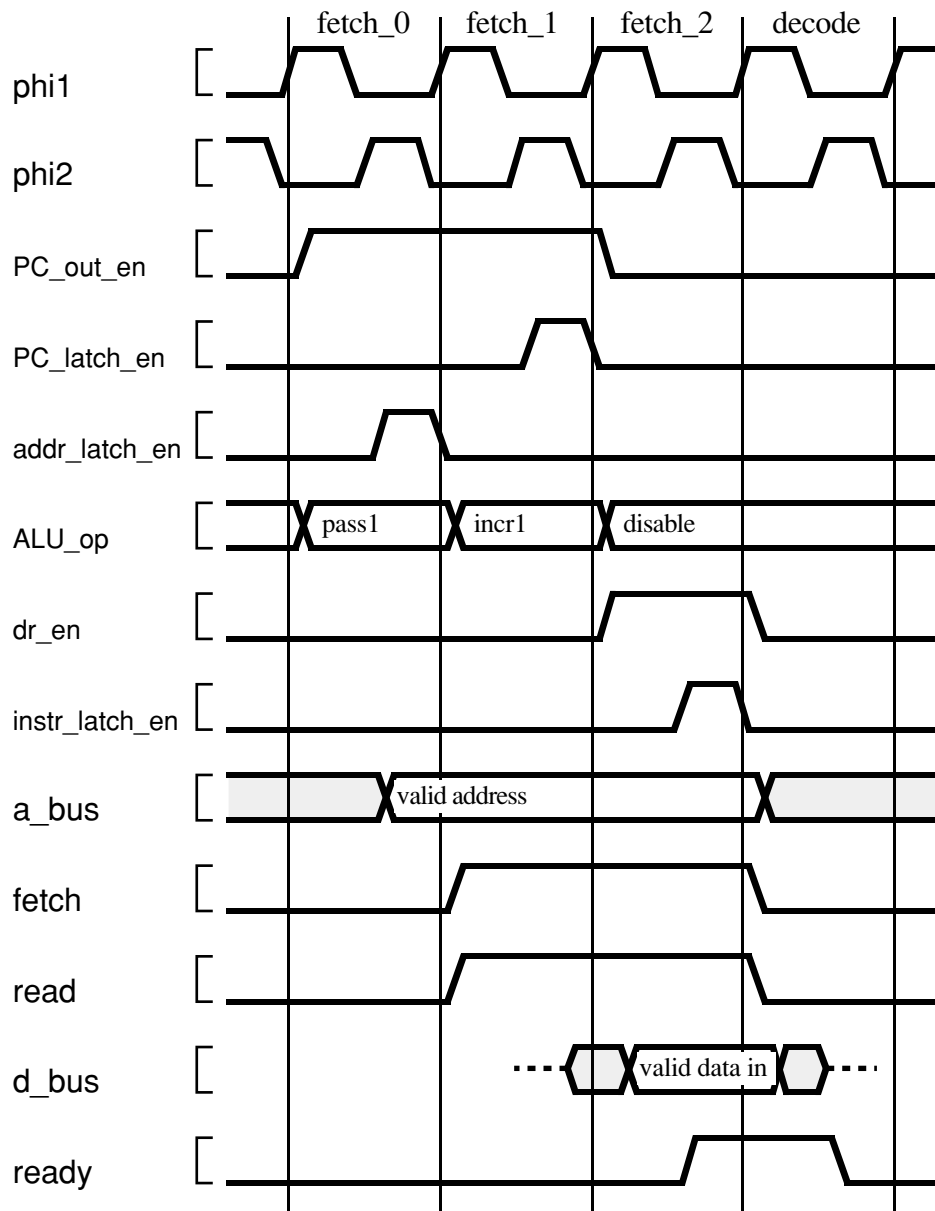 fetch_0 fetch_1 fetch_2 decode
phi1
phi2
PC_out_en
PC_latch_en
addr_latch_en
ALU_op pass1 incr1 disable
dr_en
instr_latch_en
a_bus valid address
fetch
read
d_bus valid data in
ready